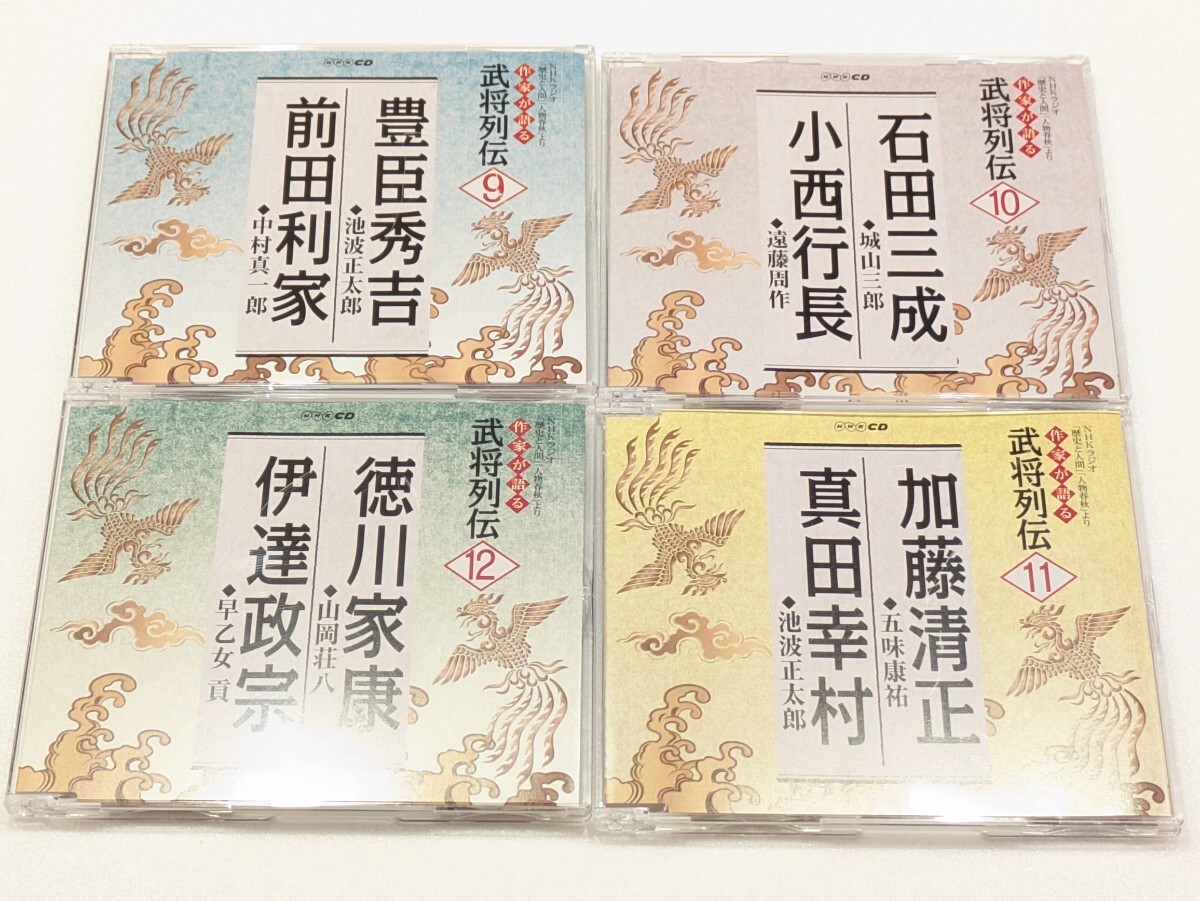 NHK CD
NHKラジオ
「歴史と人間」「人物春秋」より
作家が語る
武将列伝
9
豊臣秀吉
◆池波正太郎
前田利家
◆中村真一郎
NHK CD
NHKラジオ
「歴史と人間」「人物春秋」より
作家が語る
武将列伝
10
石田三成
◆城山三郎
小西行長
◆遠藤周作
NHK CD
NHKラジオ
「歴史と人間」「人物春秋」より
作家が語る
武将列伝
12
徳川家康
◆山岡荘八
伊達政宗
◆早乙女 貢
NHK CD
NHKラジオ
「歴史と人間」「人物春秋」より
作家が語る
武将列伝
11
加藤清正
◆五味康祐
真田幸村
◆池波正太郎